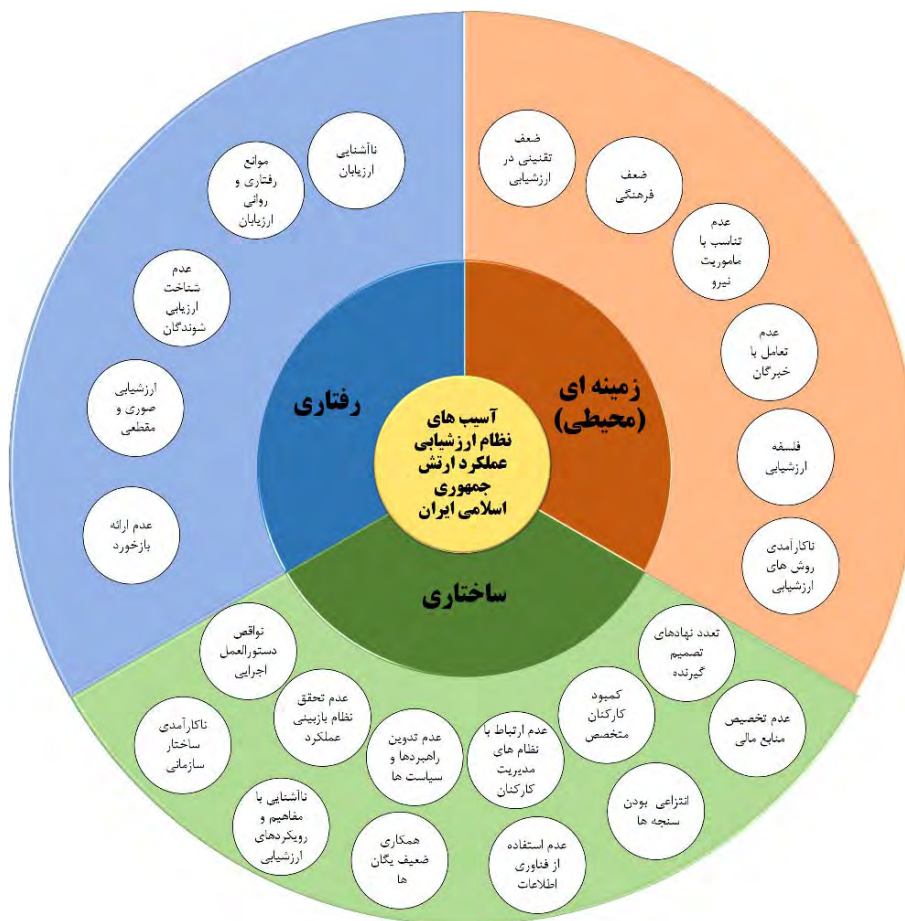 آسیب های
نظام ارزشیابی
عملکرد ارتش
جمهوری
اسلامی ایران
زمینه ای
(محیطی)
ضعف
تقنینی در
ارزشیابی
ضعف
فرهنگی
عدم
تناسب با
ماموریت
نیرو
عدم
تعامل با
خبرگان
فلسفه
ارزشیابی
ناکارآمدی
روش های
ارزشیابی
ساختاری
تعدد نهادهای
تصمیم
گیرنده
عدم تخصیص
منابع مالی
کمبود
کارکنان
متخصص
انتزاعی بودن
سنجه ها
عدم ارتباط با
نظام های
مدیریت
کارکنان
عدم استفاده
از فناوری
اطلاعات
عدم تدوین
راهبردها و
سیاست ها
همکاری
ضعیف یگان
ها
عدم تحقق
نظام بازبینی
عملکرد
ناآشنایی با
مفاهیم و
رویکردهای
ارزشیابی
نواقص
دستورالعمل
اجرایی
ناکارآمدی
ساختار
سازمانی
رفتاری
ناآشنایی
ارزیابان
موانع
رفتاری و
روانی
ارزیابان
عدم
شناخت
ارزیابی
شوندگان
ارزشیابی
صوری و
مقطعی
عدم ارائه
بازخورد